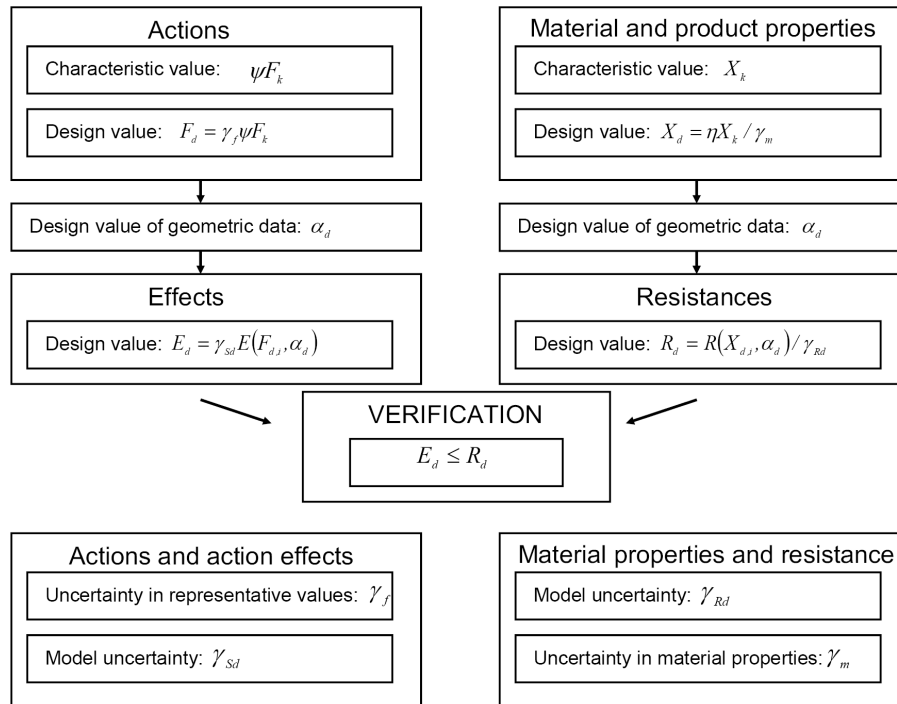 Actions
Characteristic value: ψF_k
Design value: F_d = γ_f ψF_k
Design value of geometric data: α_d
Effects
Design value: E_d = γ_Sd E(F_d,i , α_d)
Material and product properties
Characteristic value: X_k
Design value: X_d = ηX_k / γ_m
Design value of geometric data: α_d
Resistances
Design value: R_d = R(X_d,i , α_d) / γ_Rd
VERIFICATION
E_d ≤ R_d
Actions and action effects
Uncertainty in representative values: γ_f
Model uncertainty: γ_Sd
Material properties and resistance
Model uncertainty: γ_Rd
Uncertainty in material properties: γ_m